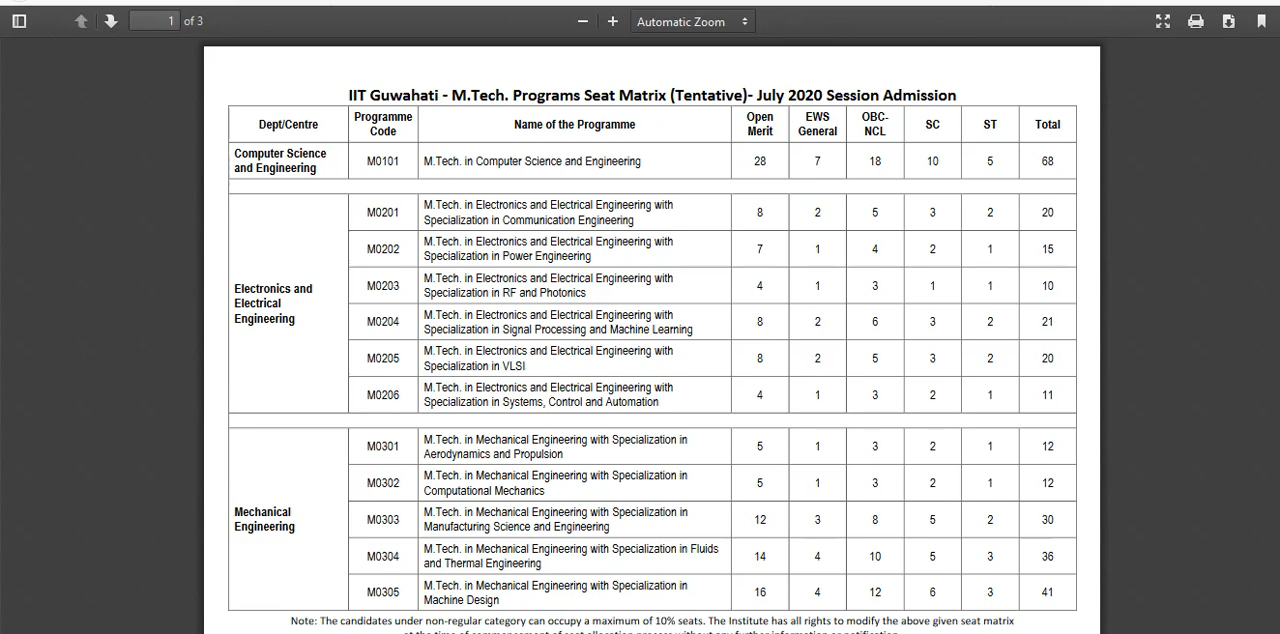 1 of 3
Automatic Zoom
IIT Guwahati - M.Tech. Programs Seat Matrix (Tentative)- July 2020 Session Admission
Dept/Centre Programme Code Name of the Programme Open Merit EWS General OBC-NCL SC ST Total
Computer Science and Engineering M0101 M.Tech. in Computer Science and Engineering 28 7 18 10 5 68
Electronics and Electrical Engineering
M0201 M.Tech. in Electronics and Electrical Engineering with Specialization in Communication Engineering 8 2 5 3 2 20
M0202 M.Tech. in Electronics and Electrical Engineering with Specialization in Power Engineering 7 1 4 2 1 15
M0203 M.Tech. in Electronics and Electrical Engineering with Specialization in RF and Photonics 4 1 3 1 1 10
M0204 M.Tech. in Electronics and Electrical Engineering with Specialization in Signal Processing and Machine Learning 8 2 6 3 2 21
M0205 M.Tech. in Electronics and Electrical Engineering with Specialization in VLSI 8 2 5 3 2 20
M0206 M.Tech. in Electronics and Electrical Engineering with Specialization in Systems, Control and Automation 4 1 3 2 1 11
Mechanical Engineering
M0301 M.Tech. in Mechanical Engineering with Specialization in Aerodynamics and Propulsion 5 1 3 2 1 12
M0302 M.Tech. in Mechanical Engineering with Specialization in Computational Mechanics 5 1 3 2 1 12
M0303 M.Tech. in Mechanical Engineering with Specialization in Manufacturing Science and Engineering 12 3 8 5 2 30
M0304 M.Tech. in Mechanical Engineering with Specialization in Fluids and Thermal Engineering 14 4 10 5 3 36
M0305 M.Tech. in Mechanical Engineering with Specialization in Machine Design 16 4 12 6 3 41
Note: The candidates under non-regular category can occupy a maximum of 10% seats. The Institute has all rights to modify the above given seat matrix